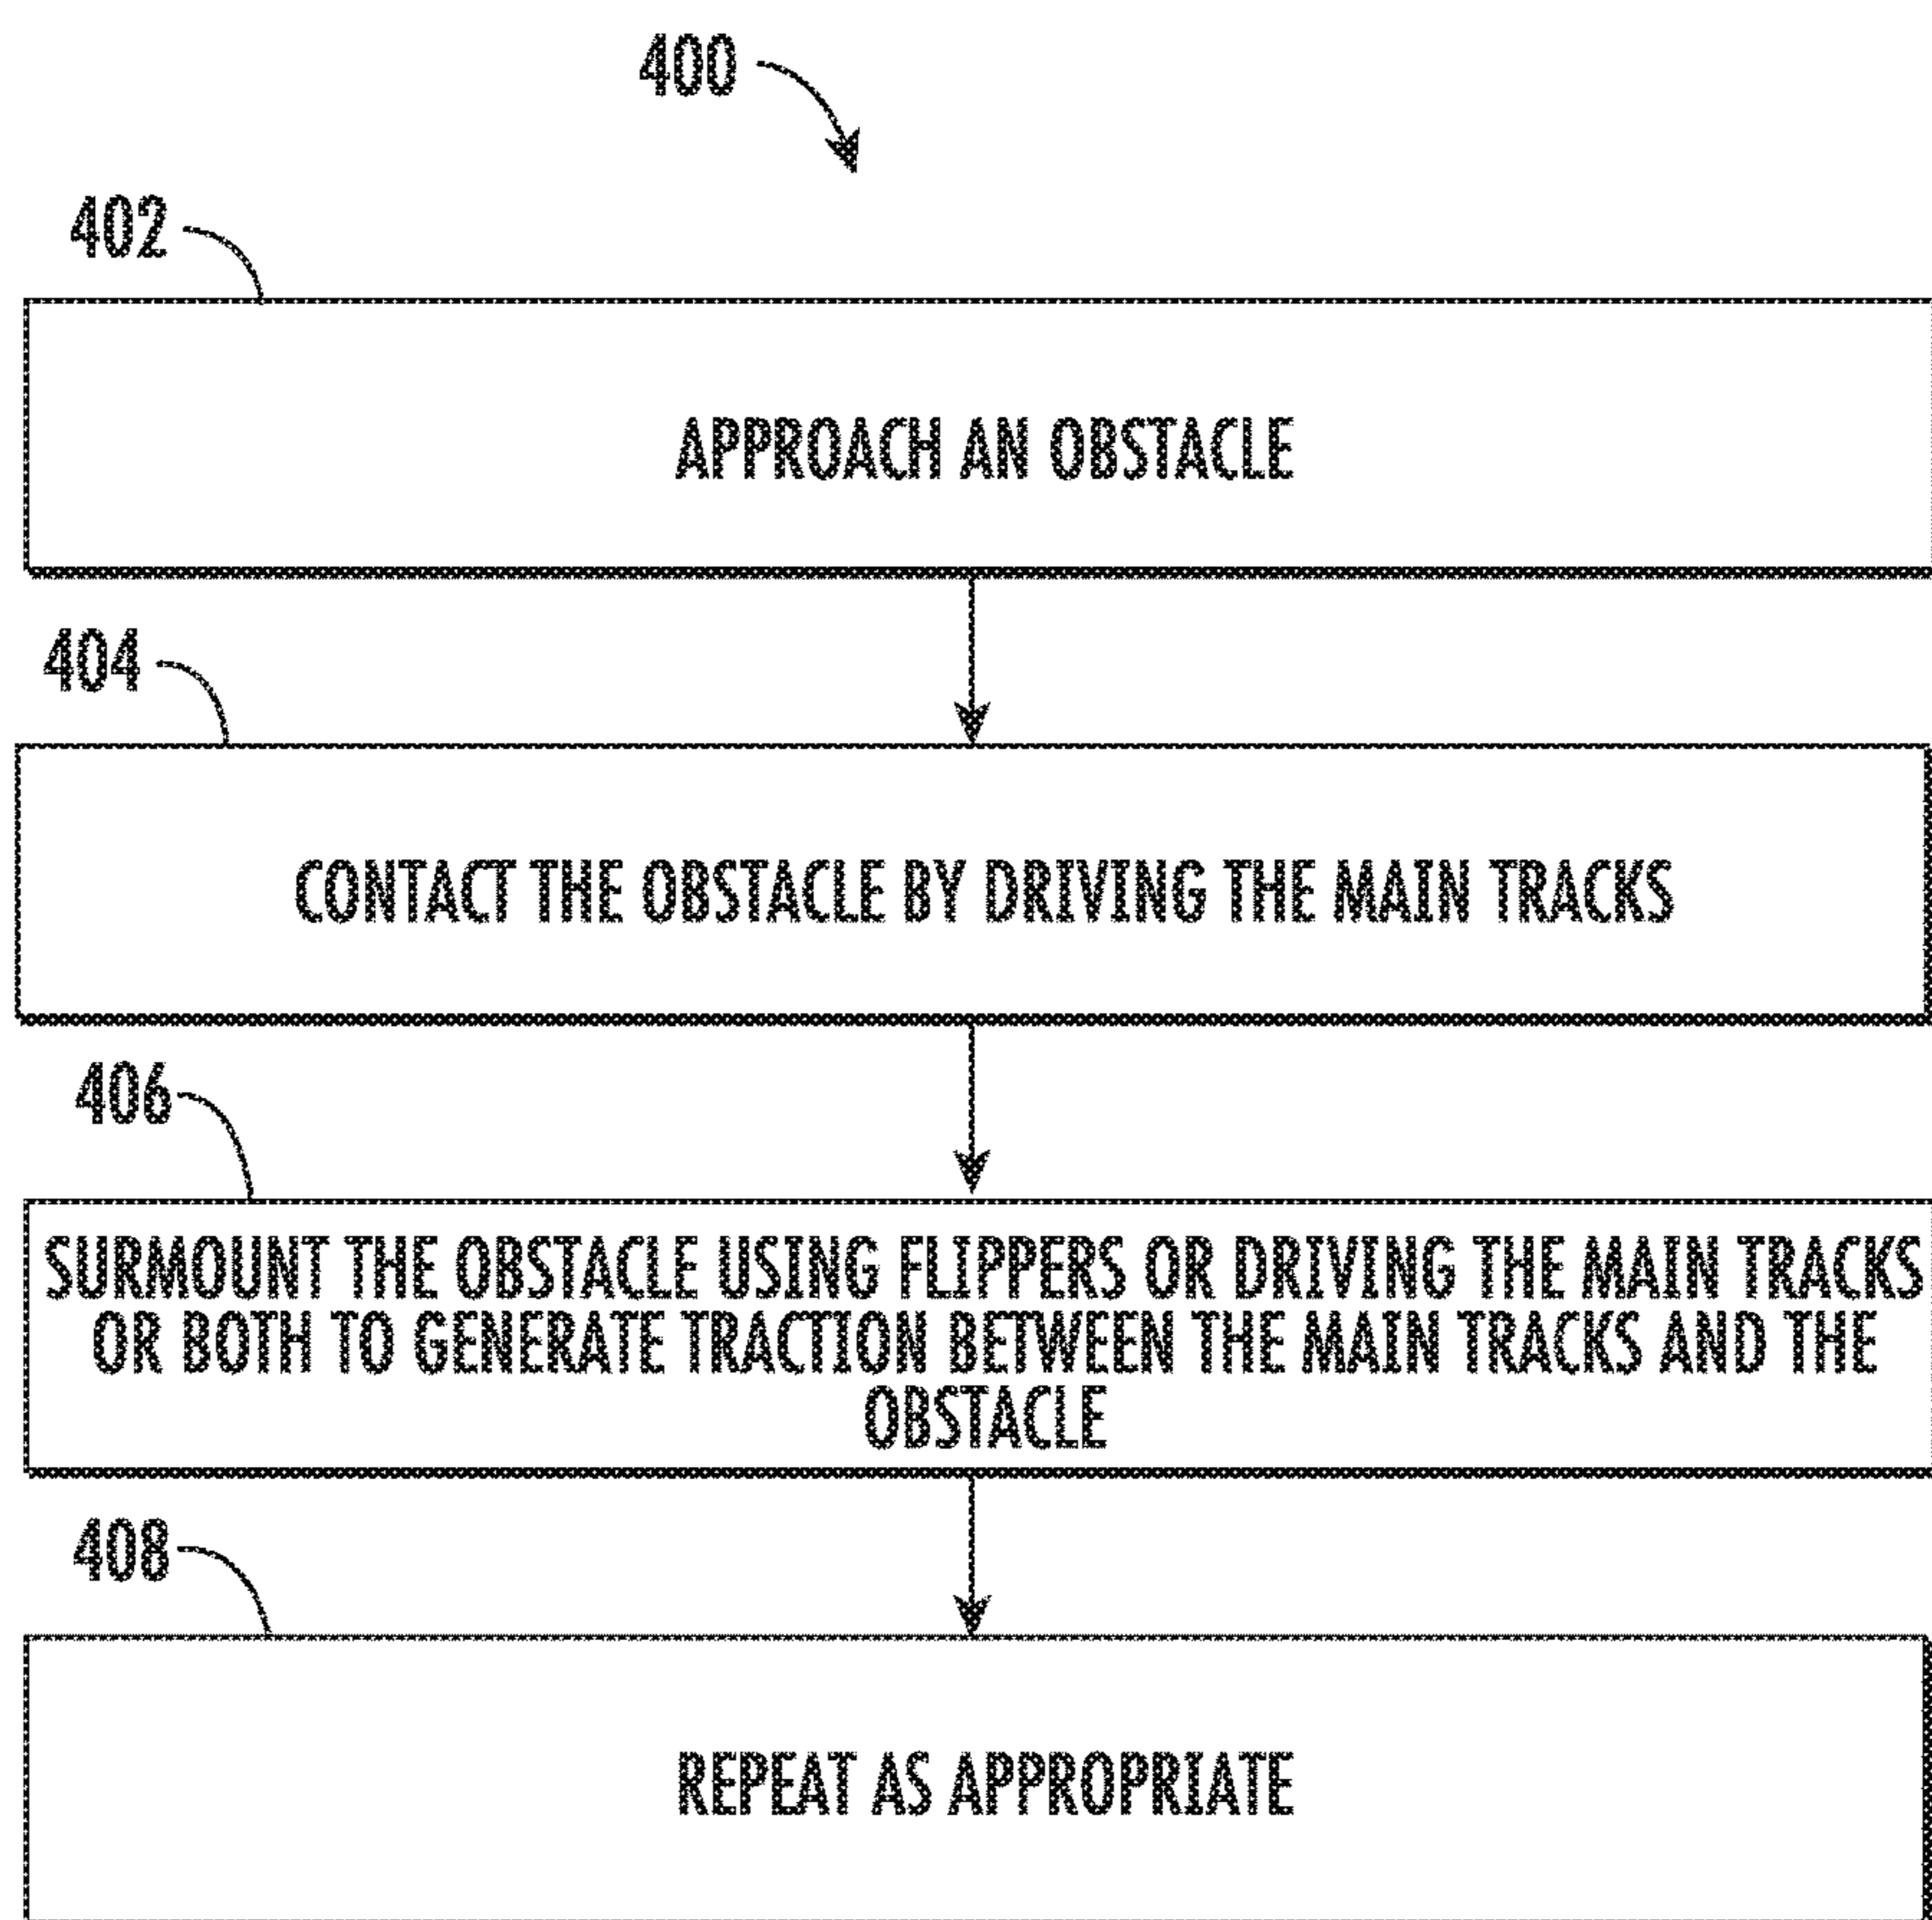 400
402
APPROACH AN OBSTACLE
404
CONTACT THE OBSTACLE BY DRIVING THE MAIN TRACKS
406
SURMOUNT THE OBSTACLE USING FLIPPERS OR DRIVING THE MAIN TRACKS
OR BOTH TO GENERATE TRACTION BETWEEN THE MAIN TRACKS AND THE
OBSTACLE
408
REPEAT AS APPROPRIATE